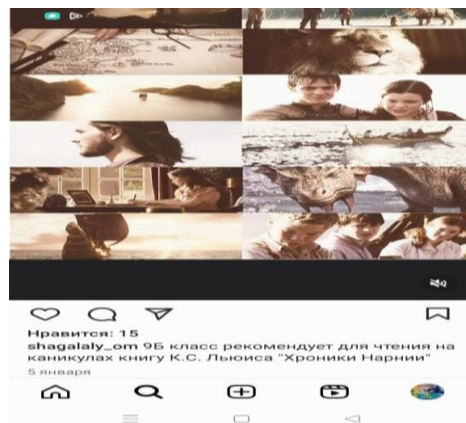 Нравится: 15
shagalaly_om 9Б класс рекомендует для чтения на
каникулах книгу К.С. Льюиса "Хроники Нарнии"
5 января